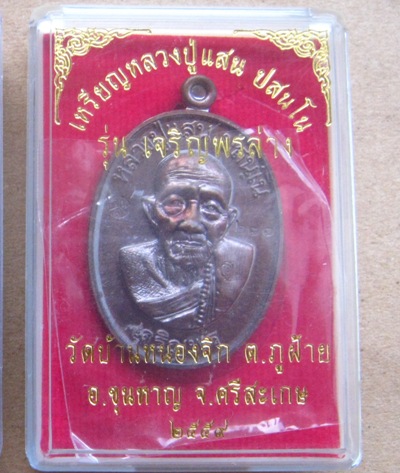 เหรียญหลวงปู่แสน ปสนฺโน
รุ่น เจริญพรล่าง
วัดบ้านหนองจิก ต.ภูฝ้าย
อ.ขุนหาญ จ.ศรีสะเกษ
๒๕๕๙